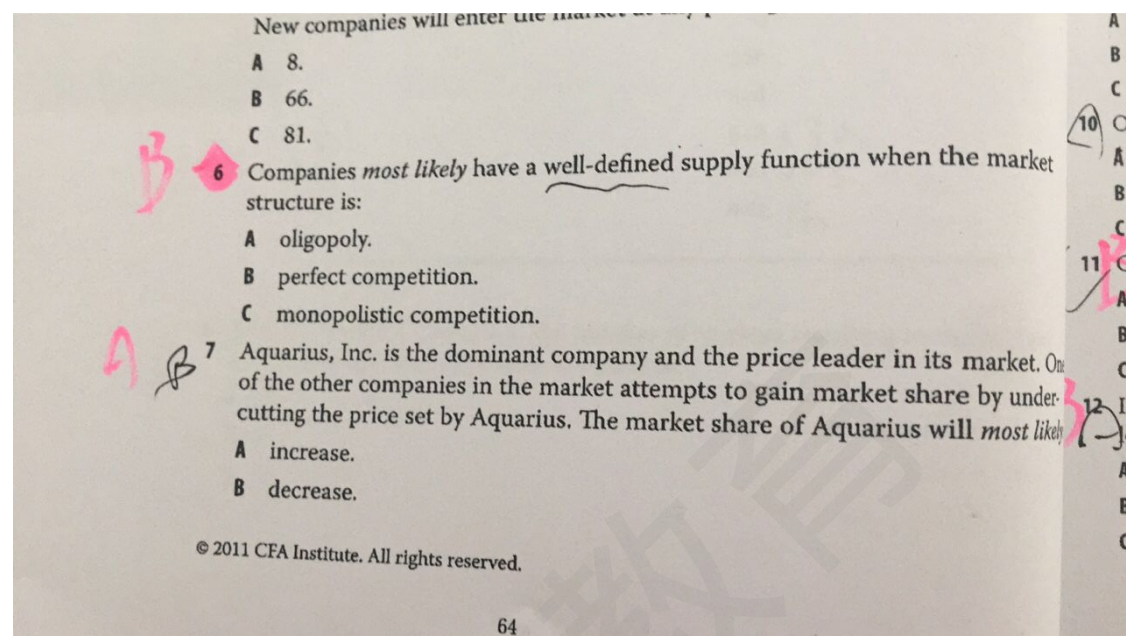 New companies will enter the market
A 8.
B 66.
C 81.
B
6 Companies most likely have a well-defined supply function when the market
structure is:
A oligopoly.
B perfect competition.
C monopolistic competition.
A B
7 Aquarius, Inc. is the dominant company and the price leader in its market. One
of the other companies in the market attempts to gain market share by under-
cutting the price set by Aquarius. The market share of Aquarius will most likely
A increase.
B decrease.
© 2011 CFA Institute. All rights reserved.
64
教育
A
B
C
10
A
B
C
11
A
B
C
12
A
B
C